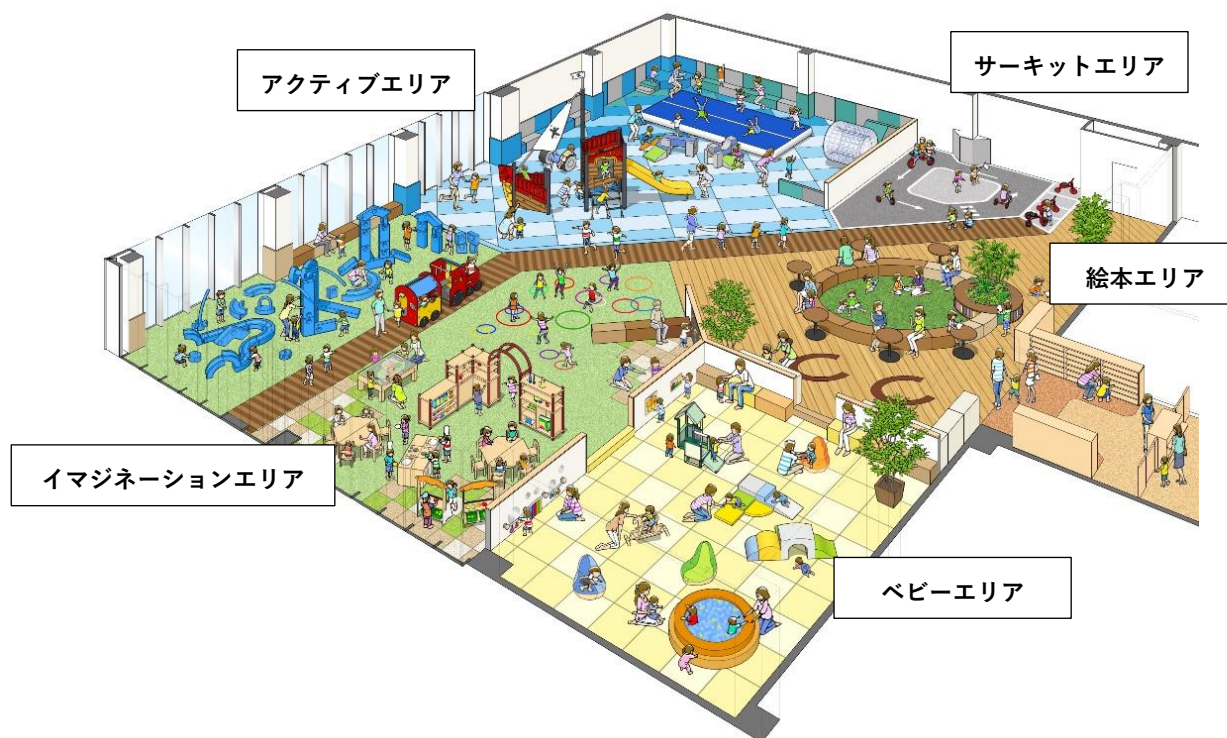 アクティブエリア
サーキットエリア
絵本エリア
イマジネーションエリア
ベビーエリア